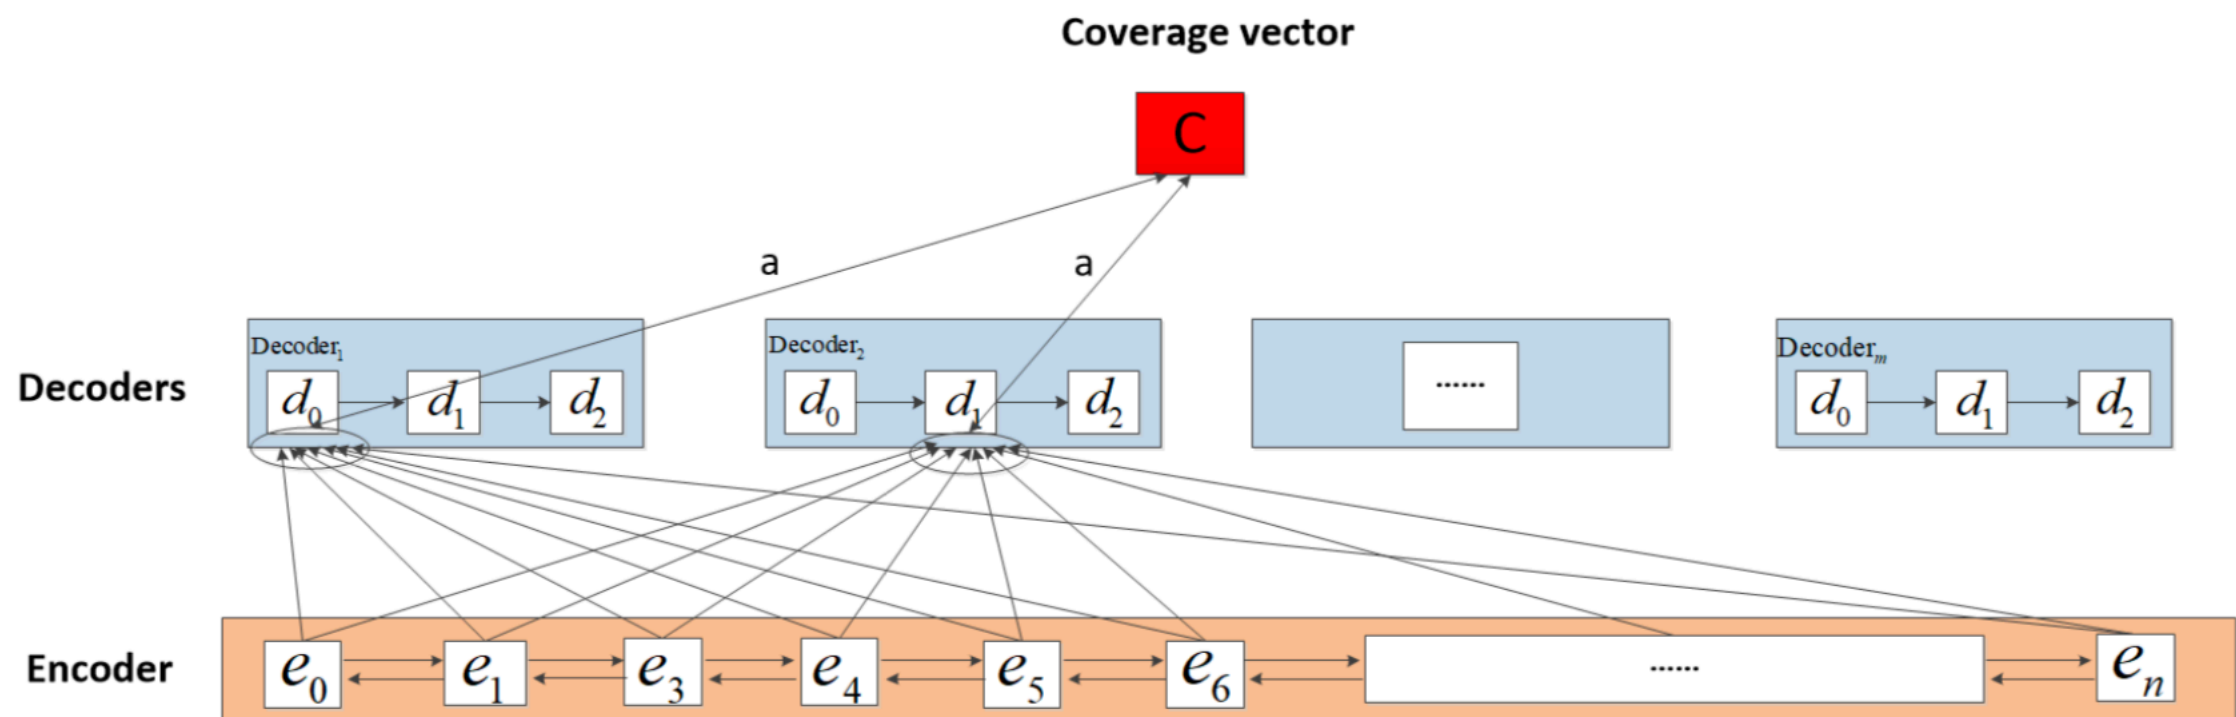 Coverage vector
C
a a
Decoders
Decoder₁ Decoder₂ Decoderₘ
d₀ d₁ d₂ d₀ d₁ d₂ ...... d₀ d₁ d₂
Encoder
e₀ e₁ e₃ e₄ e₅ e₆ ...... eₙ